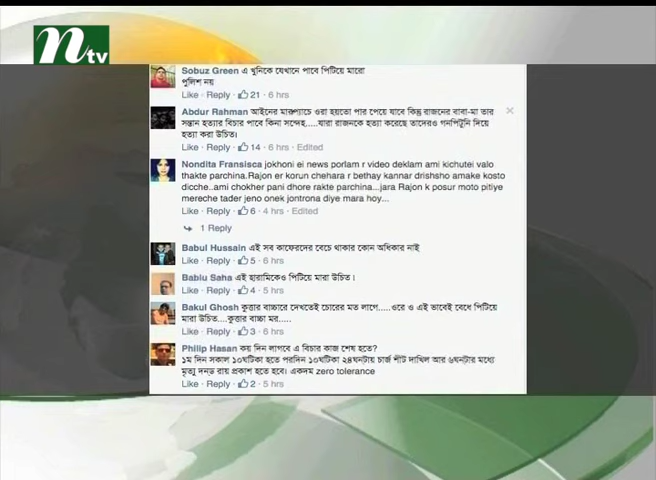 ntv
Sobuz Green এ খুনিকে যেখানে পাবে পিটিয়ে মারো
পুলিশ নয়
Like · Reply · 21 · 6 hrs
Abdur Rahman আইনের মারপ্যাচে ওরা হয়তো পার পেয়ে যাবে কিন্তু রাজনের বাবা-মা তার
সন্তান হত্যার বিচার পাবে কিনা সন্দেহ.....যারা রাজনকে হত্যা করেছে তাদেরও গনপিটুনি দিয়ে
হত্যা করা উচিত।
Like · Reply · 14 · 6 hrs · Edited
Nondita Fransisca jokhoni ei news porlam r video deklam ami kichutei valo
thakte parchina.Rajon er korun chehara r bethay kannar drishsho amake kosto
dicche..ami chokher pani dhore rakte parchina...jara Rajon k posur moto pitiye
mereche tader jeno onek jontrona diye mara hoy...
Like · Reply · 6 · 4 hrs · Edited
1 Reply
Babul Hussain এই সব কাফেরদের বেচে থাকার কোন অধিকার নাই
Like · Reply · 5 · 6 hrs
Bablu Saha এই হারামিকেও পিটিয়ে মারা উচিত।
Like · Reply · 4 · 5 hrs
Bakul Ghosh কুত্তার বাচ্চারে দেখতেই চোরের মত লাগে.....ওরে ও এই ভাবেই বেধে পিটিয়ে
মারা উচিত....কুত্তার বাচ্চা মর.....
Like · Reply · 3 · 6 hrs
Philip Hasan কয় দিন লাগবে এ বিচার কাজ শেষ হতে?
১ম দিন সকাল ১০ঘটিকা হতে পরদিন ১০ঘটিকা ২৪ঘনটায় চার্জ শীট দাখিল আর ৬ঘনটার মধ্যে
মৃত্যু দনড রায় প্রকাশ হতে হবে। একদম zero tolerance
Like · Reply · 2 · 5 hrs